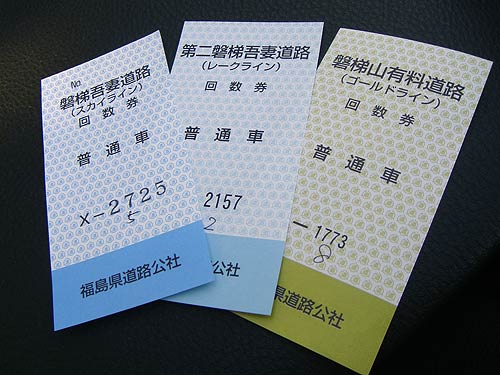 No
磐梯吾妻道路
(スカイライン)
回数券
普通車
X-2725
5
福島県道路公社
第二磐梯吾妻道路
(レークライン)
回数券
普通車
2157
2
磐梯山有料道路
(ゴールドライン)
回数券
普通車
-1773
8
県道路公社